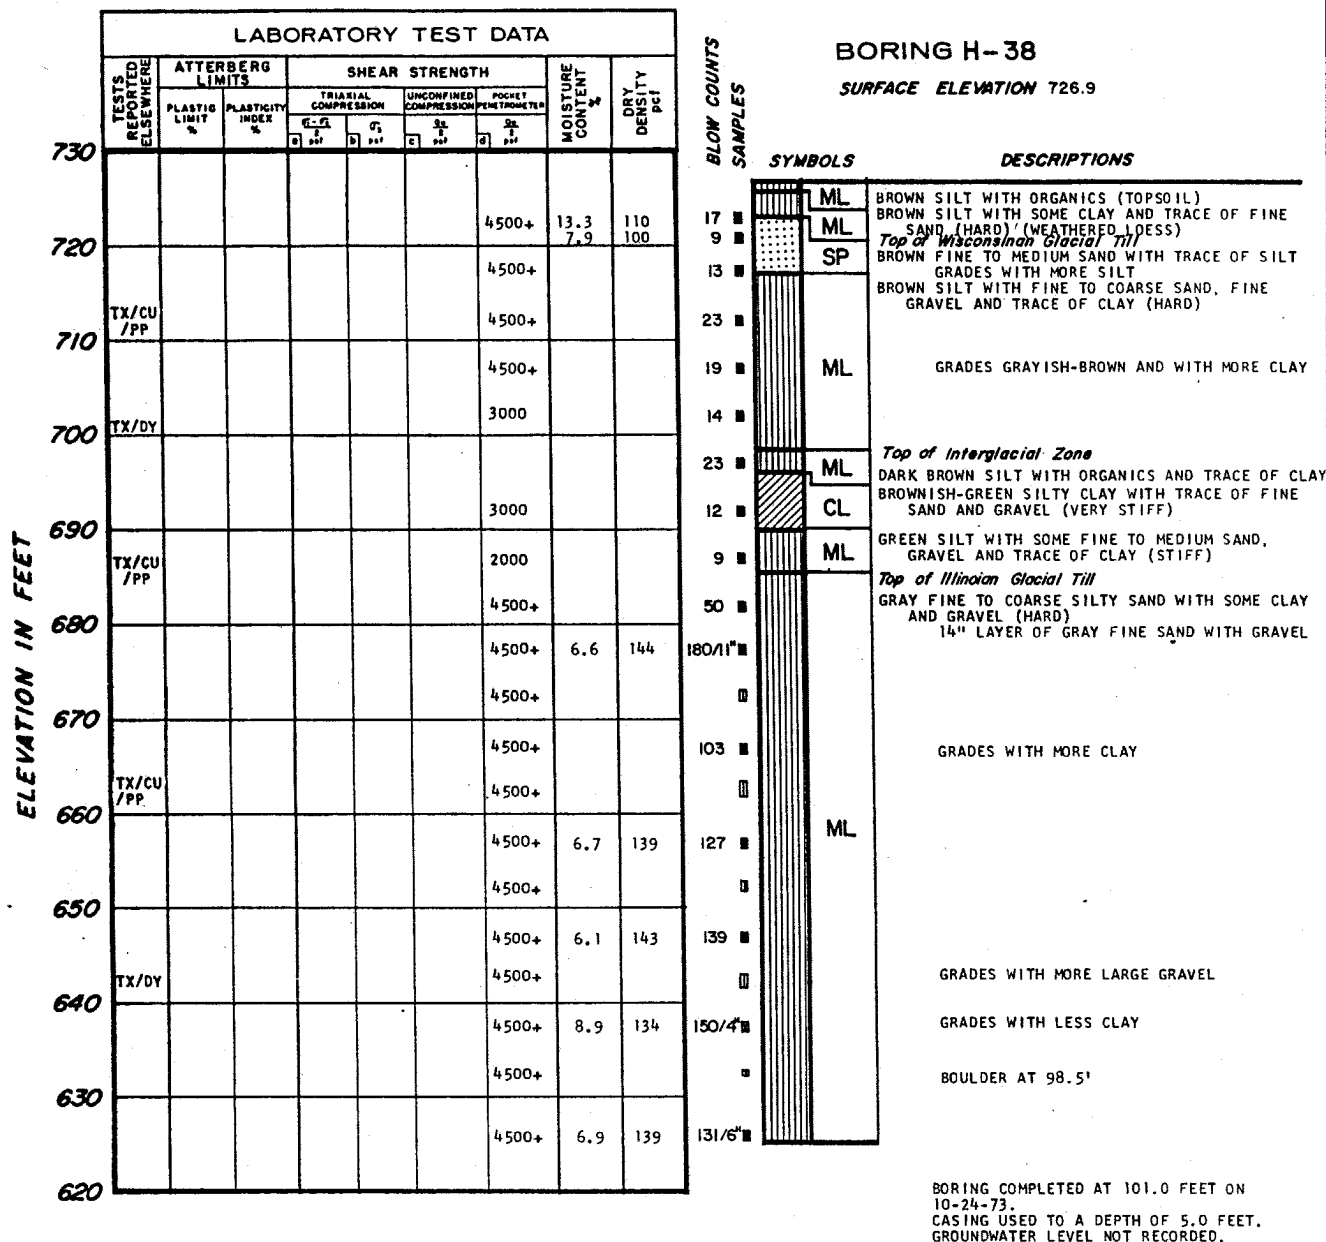 LABORATORY TEST DATA
TESTS REPORTED ELSEWHERE
ATTERBERG LIMITS
PLASTIC LIMIT %
PLASTICITY INDEX %
SHEAR STRENGTH
TRIAXIAL COMPRESSION
UNCONFINED COMPRESSION
POCKET PENETROMETER
a psf
b psf
c psf
d psf
MOISTURE CONTENT %
DRY DENSITY pcf
BLOW COUNTS
SAMPLES
BORING H-38
SURFACE ELEVATION 726.9
SYMBOLS
DESCRIPTIONS
ELEVATION IN FEET
730
ML BROWN SILT WITH ORGANICS (TOPSOIL)
4500+ 13.3 110 17 ML BROWN SILT WITH SOME CLAY AND TRACE OF FINE
SAND (HARD) (WEATHERED LOESS)
7.9 100 9
720
Top of Wisconsinan Glacial Till
SP BROWN FINE TO MEDIUM SAND WITH TRACE OF SILT
4500+ 13 GRADES WITH MORE SILT
BROWN SILT WITH FINE TO COARSE SAND, FINE
GRAVEL AND TRACE OF CLAY (HARD)
TX/CU
/PP
4500+ 23
710
4500+ 19 ML GRADES GRAYISH-BROWN AND WITH MORE CLAY
3000 14
TX/DY
700
Top of Interglacial Zone
23 ML DARK BROWN SILT WITH ORGANICS AND TRACE OF CLAY
BROWNISH-GREEN SILTY CLAY WITH TRACE OF FINE
3000 12 CL SAND AND GRAVEL (VERY STIFF)
690
GREEN SILT WITH SOME FINE TO MEDIUM SAND,
TX/CU
/PP
2000 9 ML GRAVEL AND TRACE OF CLAY (STIFF)
Top of Illinoian Glacial Till
4500+ 50 GRAY FINE TO COARSE SILTY SAND WITH SOME CLAY
AND GRAVEL (HARD)
680
14" LAYER OF GRAY FINE SAND WITH GRAVEL
4500+ 6.6 144 180/11"
4500+
670
4500+ 103 GRADES WITH MORE CLAY
TX/CU
/PP
4500+
660
ML
4500+ 6.7 139 127
4500+
650
4500+ 6.1 143 139
TX/DY 4500+ GRADES WITH MORE LARGE GRAVEL
640
4500+ 8.9 134 150/4" GRADES WITH LESS CLAY
4500+ BOULDER AT 98.5'
630
4500+ 6.9 139 131/6"
620
BORING COMPLETED AT 101.0 FEET ON
10-24-73.
CASING USED TO A DEPTH OF 5.0 FEET.
GROUNDWATER LEVEL NOT RECORDED.